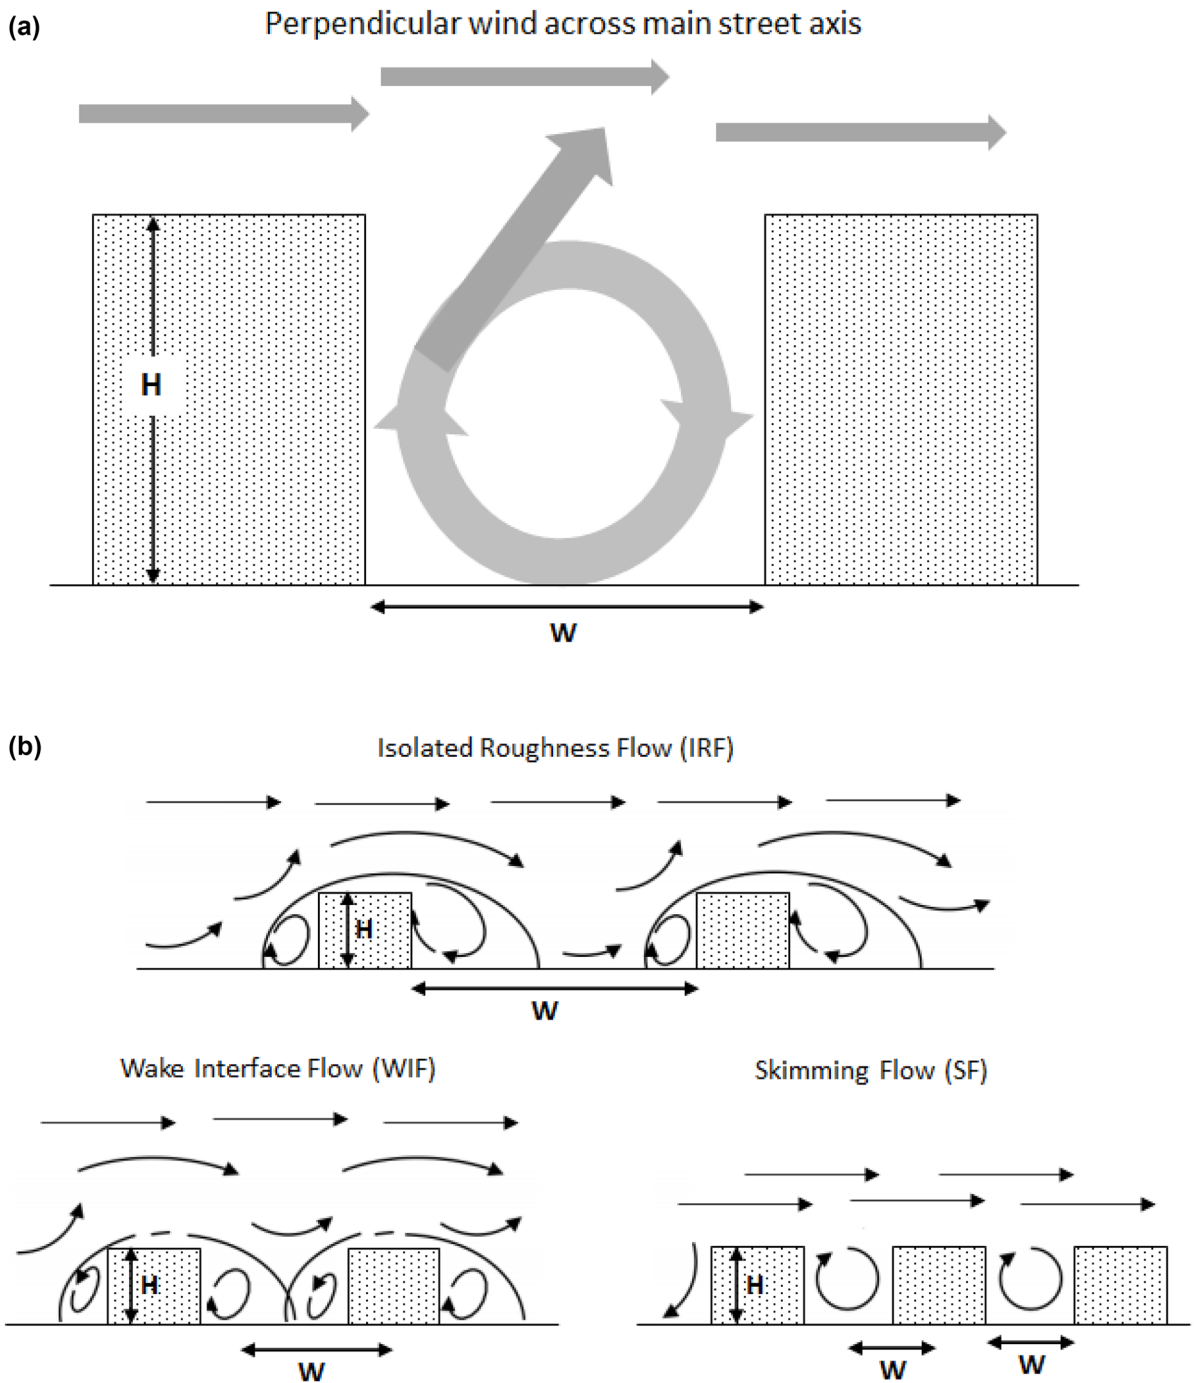 (a)
Perpendicular wind across main street axis
H
W
(b)
Isolated Roughness Flow (IRF)
H
W
Wake Interface Flow (WIF)
H
W
Skimming Flow (SF)
H
W
W